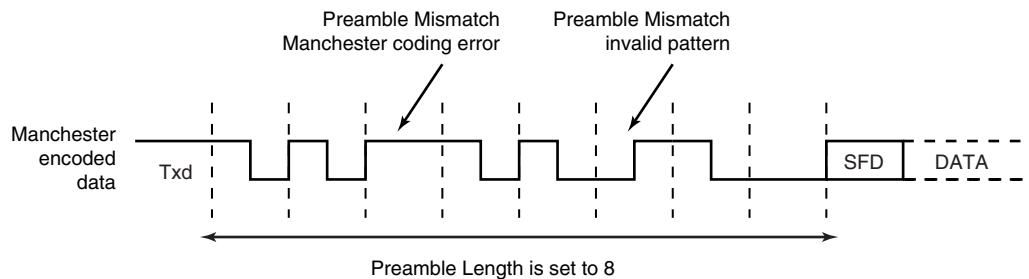 Preamble Mismatch
Manchester coding error
Preamble Mismatch
invalid pattern
Manchester
encoded
data
Txd
SFD
DATA
Preamble Length is set to 8